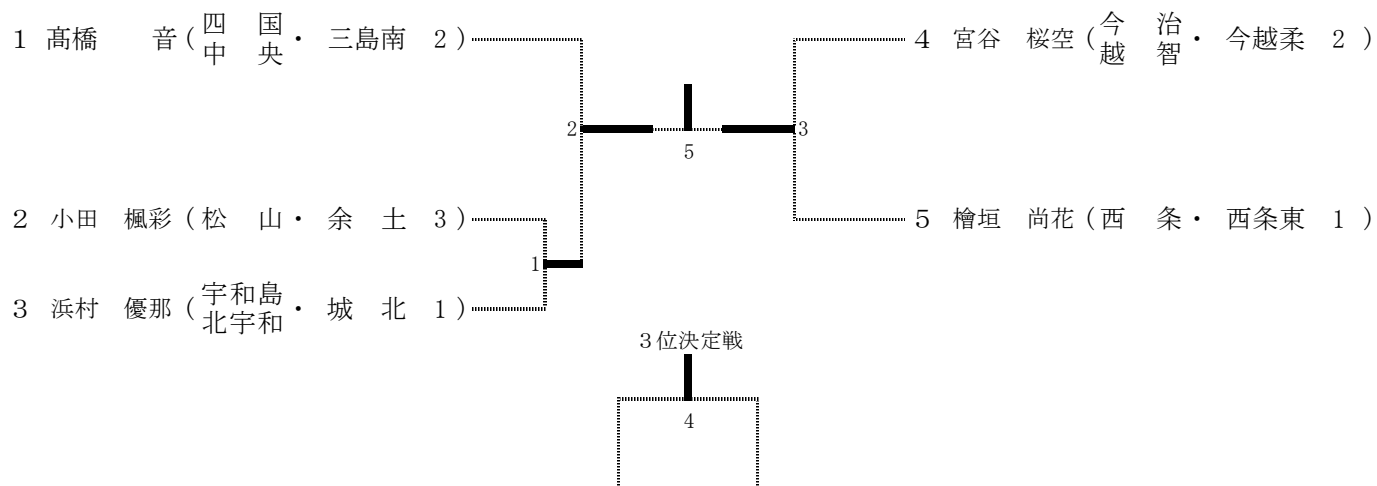 1 髙橋 音(四国中央・三島南 2)
2 小田 楓彩(松山・余土 3)
3 浜村 優那(宇和島北宇和・城北 1)
4 宮谷 桜空(今治越智・今越柔 2)
5 檜垣 尚花(西条・西条東 1)
2
5
3
1
3位決定戦
4